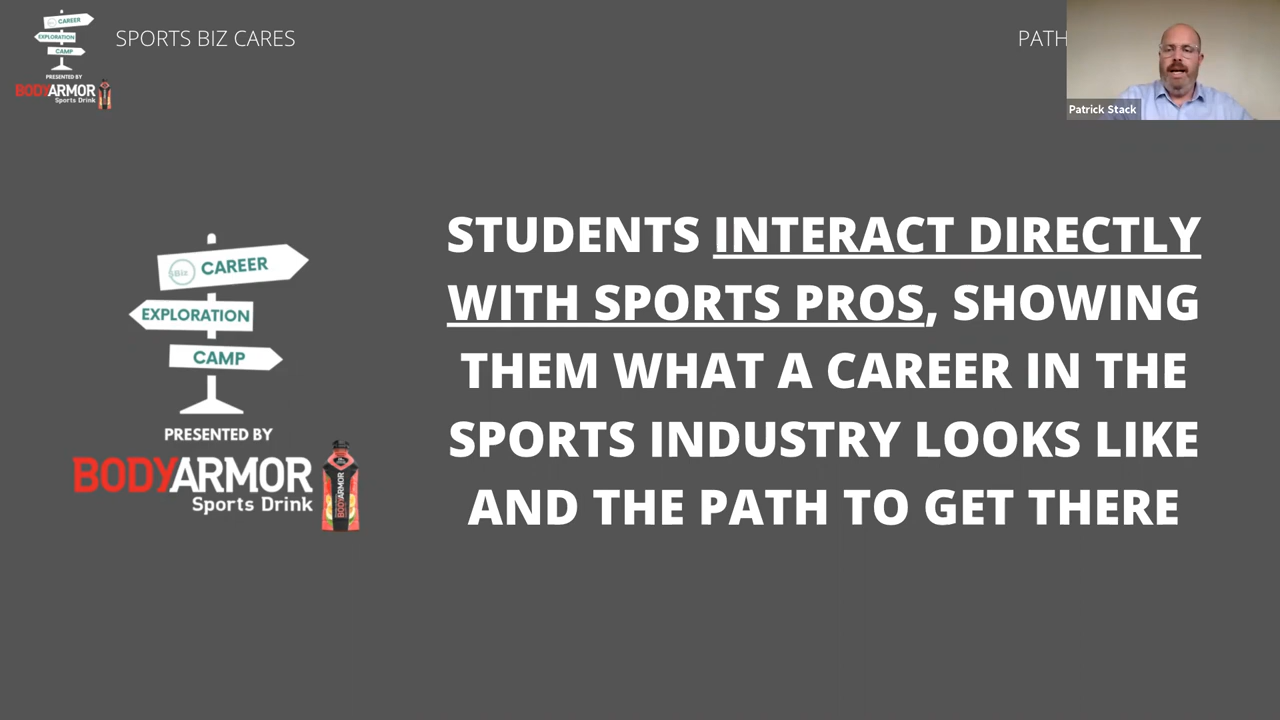 CAREER
EXPLORATION
CAMP
PRESENTED BY
BODYARMOR
Sports Drink
SPORTS BIZ CARES
PATH
Patrick Stack
CAREER
EXPLORATION
CAMP
PRESENTED BY
BODYARMOR
Sports Drink
BODYARMOR
STUDENTS INTERACT DIRECTLY
WITH SPORTS PROS, SHOWING
THEM WHAT A CAREER IN THE
SPORTS INDUSTRY LOOKS LIKE
AND THE PATH TO GET THERE